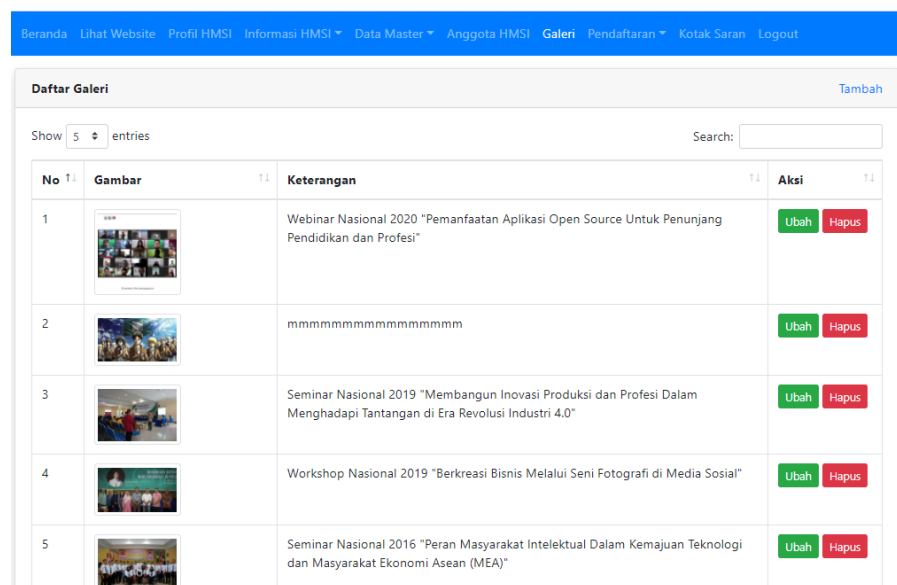 Beranda Lihat Website Profil HMSI Informasi HMSI Data Master Anggota HMSI Galeri Pendaftaran Kotak Saran Logout
Daftar Galeri Tambah
Show 5 entries Search:
No Gambar Keterangan Aksi
1 Webinar Nasional 2020 "Pemanfaatan Aplikasi Open Source Untuk Penunjang
Pendidikan dan Profesi" Ubah Hapus
2 mmmmmmmmmmmmmmmm Ubah Hapus
3 Seminar Nasional 2019 "Membangun Inovasi Produksi dan Profesi Dalam
Menghadapi Tantangan di Era Revolusi Industri 4.0" Ubah Hapus
4 Workshop Nasional 2019 "Berkreasi Bisnis Melalui Seni Fotografi di Media Sosial" Ubah Hapus
5 Seminar Nasional 2016 "Peran Masyarakat Intelektual Dalam Kemajuan Teknologi
dan Masyarakat Ekonomi Asean (MEA)" Ubah Hapus